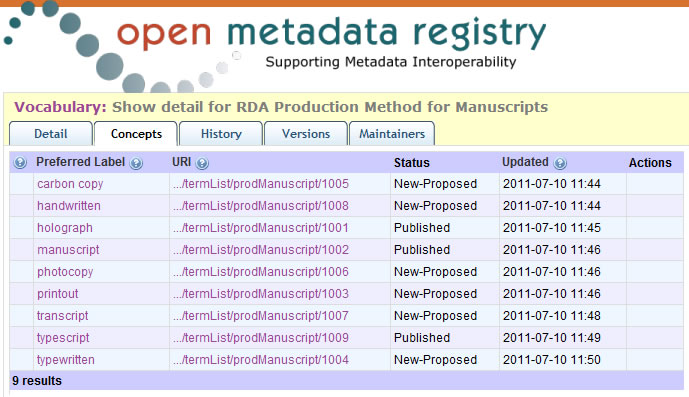 open metadata registry
Supporting Metadata Interoperability
Vocabulary: Show detail for RDA Production Method for Manuscripts
Detail Concepts History Versions Maintainers
? Preferred Label ? URI ? Status Updated ? Actions
carbon copy .../termList/prodManuscript/1005 New-Proposed 2011-07-10 11:44
handwritten .../termList/prodManuscript/1008 New-Proposed 2011-07-10 11:44
holograph .../termList/prodManuscript/1001 Published 2011-07-10 11:45
manuscript .../termList/prodManuscript/1002 Published 2011-07-10 11:46
photocopy .../termList/prodManuscript/1006 New-Proposed 2011-07-10 11:46
printout .../termList/prodManuscript/1003 New-Proposed 2011-07-10 11:46
transcript .../termList/prodManuscript/1007 New-Proposed 2011-07-10 11:48
typescript .../termList/prodManuscript/1009 Published 2011-07-10 11:49
typewritten .../termList/prodManuscript/1004 New-Proposed 2011-07-10 11:50
9 results